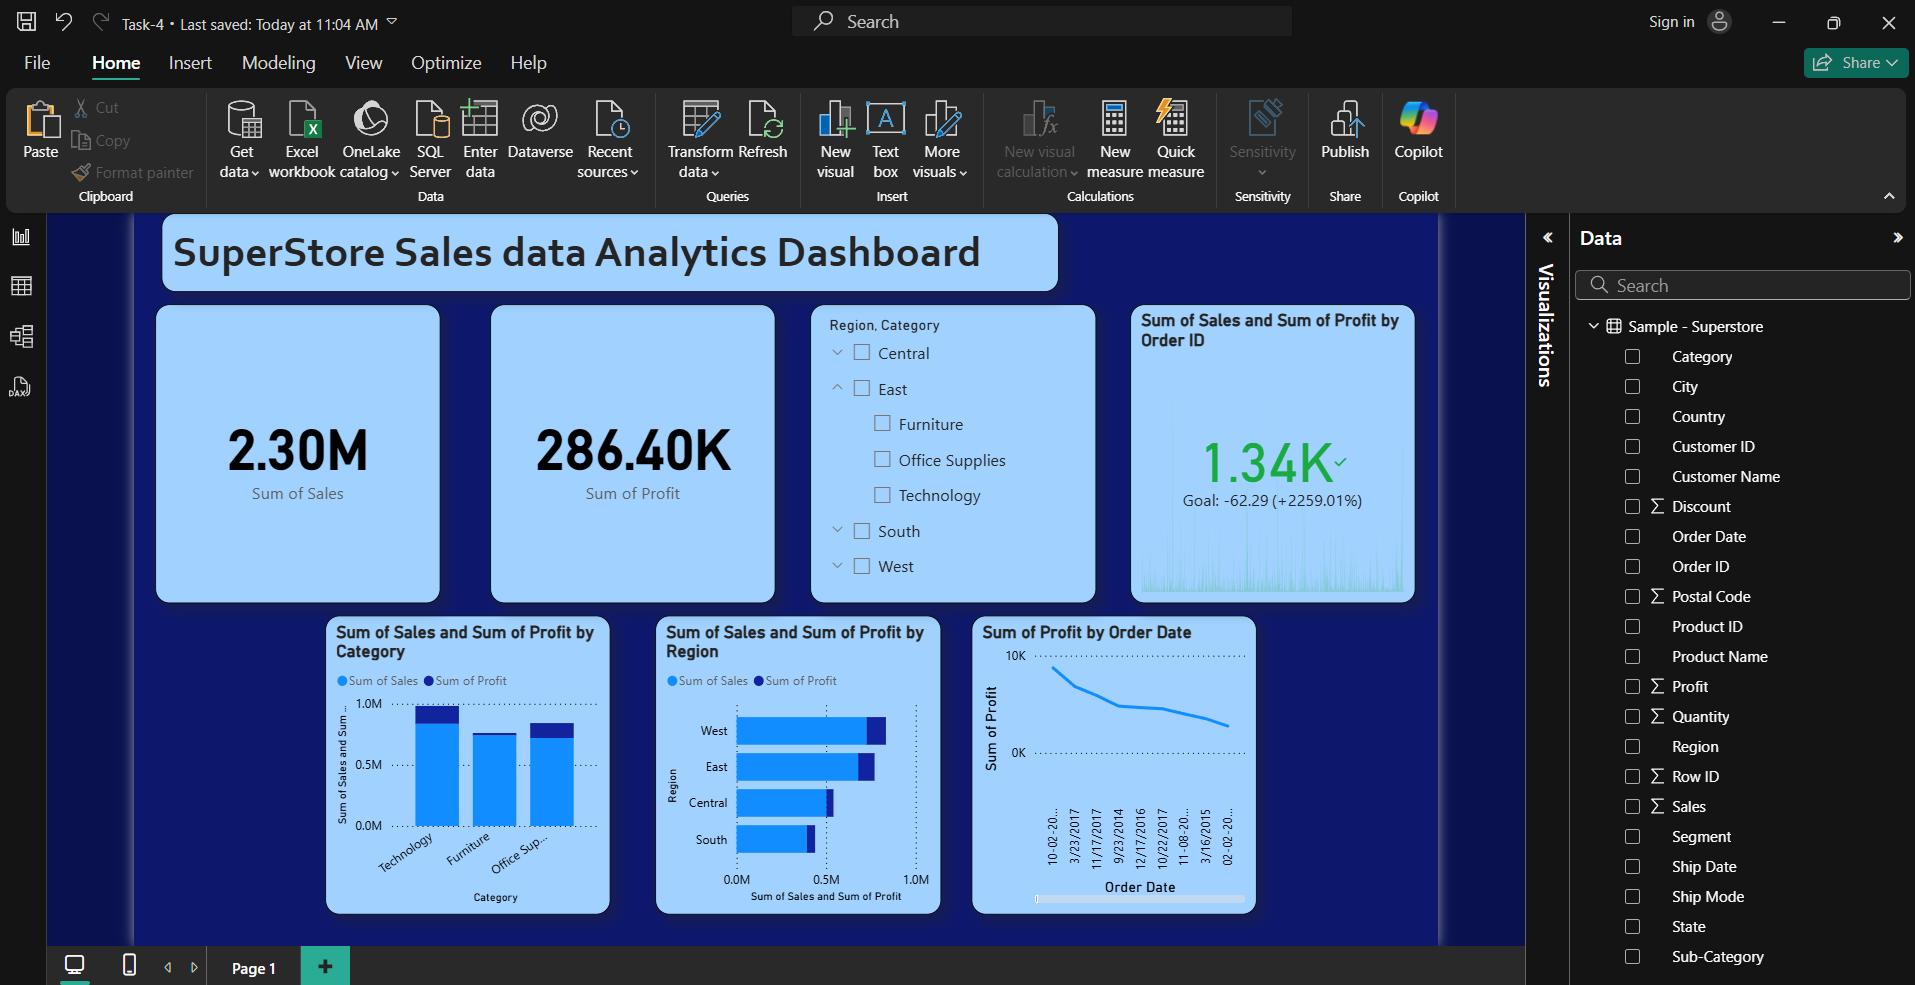 Task-4 • Last saved: Today at 11:04 AM
Search
Sign in
File
Home
Insert
Modeling
View
Optimize
Help
Share
Paste
Cut
Copy
Format painter
Clipboard
Get data
Excel workbook
OneLake catalog
SQL Server
Enter data
Dataverse
Recent sources
Data
Transform data
Refresh
Queries
New visual
Text box
More visuals
Insert
New visual calculation
New measure
Quick measure
Calculations
Sensitivity
Sensitivity
Publish
Share
Copilot
Copilot
DAX
SuperStore Sales data Analytics Dashboard
2.30M
Sum of Sales
286.40K
Sum of Profit
Region, Category
Central
East
Furniture
Office Supplies
Technology
South
West
Sum of Sales and Sum of Profit by
Order ID
1.34K
Goal: -62.29 (+2259.01%)
Sum of Sales and Sum of Profit by
Category
Sum of Sales
Sum of Profit
Sum of Sales and Sum ...
1.0M
0.5M
0.0M
Technology
Furniture
Office Sup...
Category
Sum of Sales and Sum of Profit by
Region
Sum of Sales
Sum of Profit
Region
West
East
Central
South
0.0M
0.5M
1.0M
Sum of Sales and Sum of Profit
Sum of Profit by Order Date
Sum of Profit
10K
0K
10-02-20...
3/23/2017
11/17/2017
9/23/2014
12/17/2016
10/22/2017
11-08-20...
3/16/2015
02-02-20...
Order Date
Page 1
Visualizations
Data
Search
Sample - Superstore
Category
City
Country
Customer ID
Customer Name
Discount
Order Date
Order ID
Postal Code
Product ID
Product Name
Profit
Quantity
Region
Row ID
Sales
Segment
Ship Date
Ship Mode
State
Sub-Category